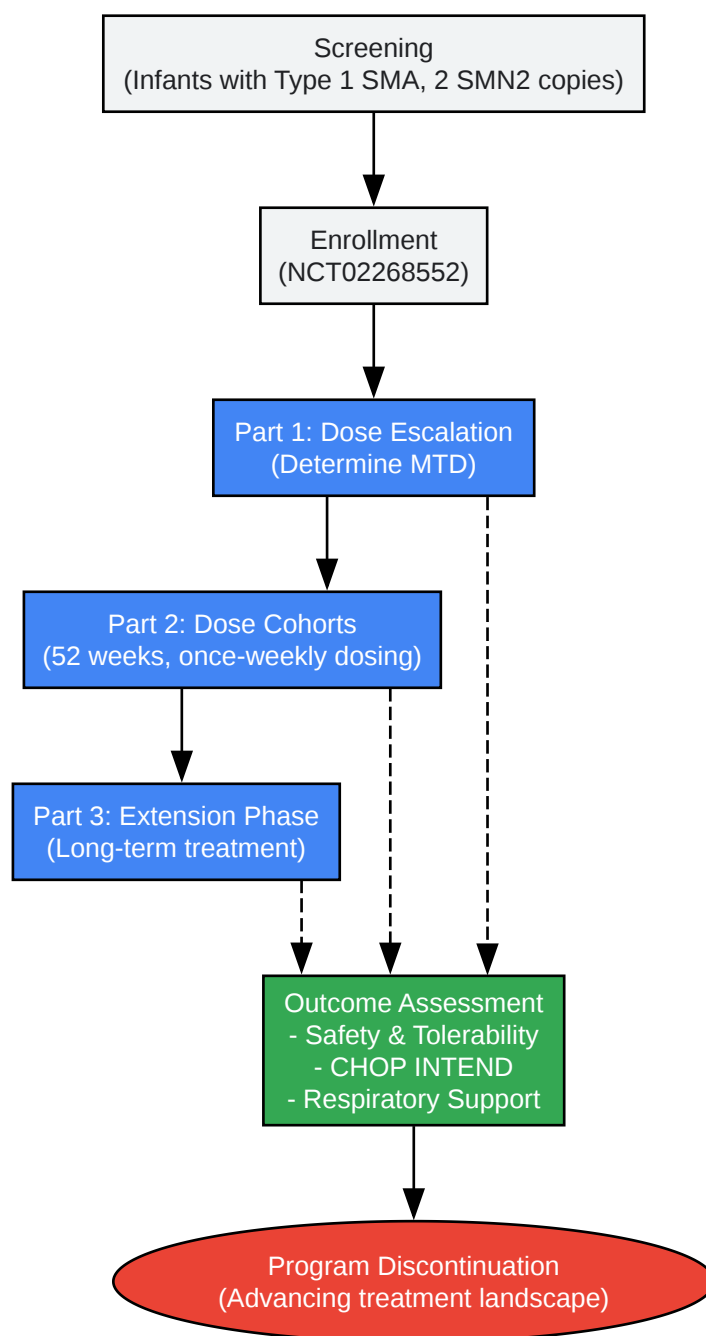 Screening
(Infants with Type 1 SMA, 2 SMN2 copies)
Enrollment
(NCT02268552)
Part 1: Dose Escalation
(Determine MTD)
Part 2: Dose Cohorts
(52 weeks, once-weekly dosing)
Part 3: Extension Phase
(Long-term treatment)
Outcome Assessment
- Safety & Tolerability
- CHOP INTEND
- Respiratory Support
Program Discontinuation
(Advancing treatment landscape)